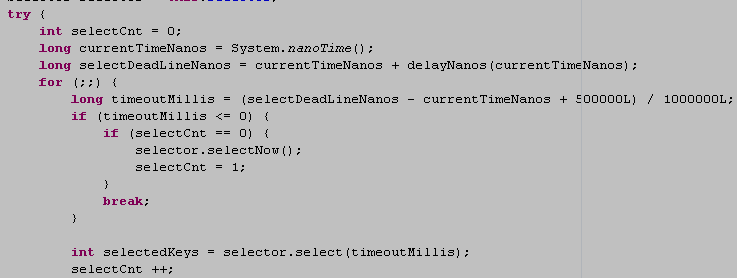 try {
int selectCnt = 0;
long currentTimeNanos = System.nanoTime();
long selectDeadLineNanos = currentTimeNanos + delayNanos(currentTimeNanos);
for (;;) {
long timeoutMillis = (selectDeadLineNanos - currentTimeNanos + 500000L) / 1000000L;
if (timeoutMillis <= 0) {
if (selectCnt == 0) {
selector.selectNow();
selectCnt = 1;
}
break;
}
int selectedKeys = selector.select(timeoutMillis);
selectCnt ++;